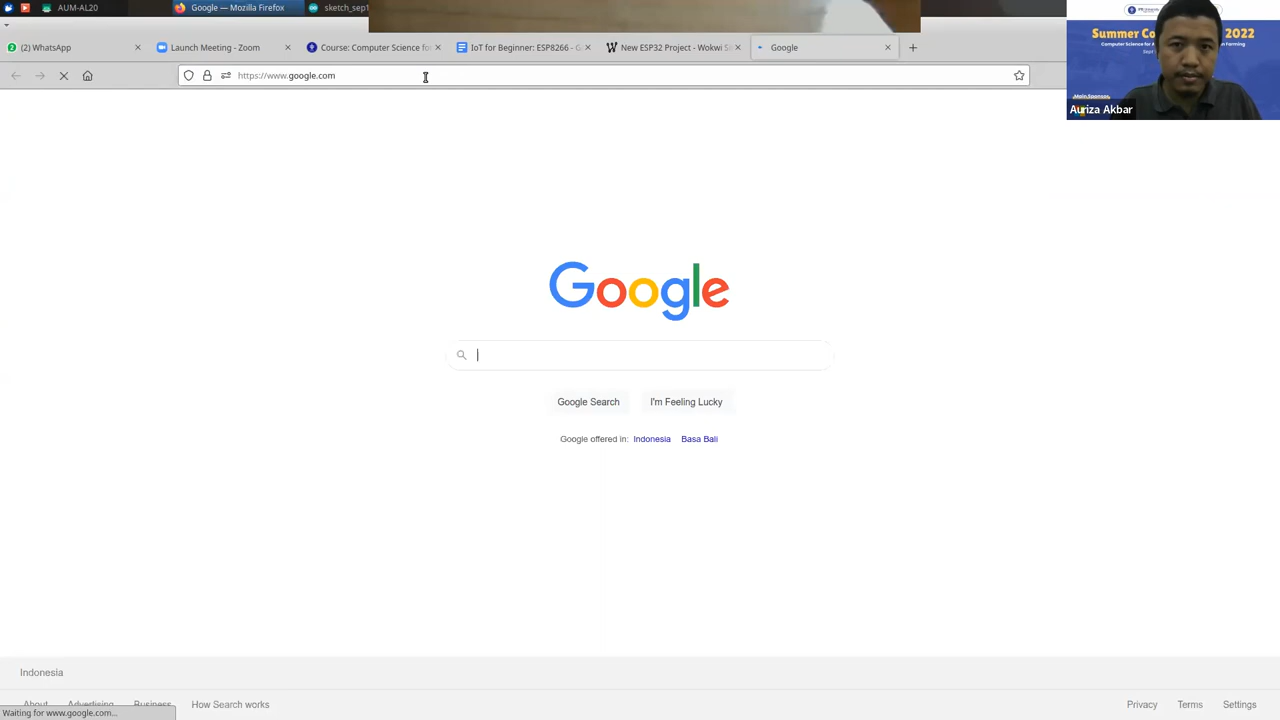 AUM-AL20
Google — Mozilla Firefox
sketch_sep1
(2) WhatsApp
Launch Meeting - Zoom
Course: Computer Science fo
IoT for Beginner: ESP8266 - G
New ESP32 Project - Wokwi S
Google
https://www.google.com
Summer Co 2022
Computer Science for A n Farming
Main Sponsor
Auriza Akbar
Google
Google Search
I'm Feeling Lucky
Google offered in: Indonesia Basa Bali
Indonesia
About Advertising Business How Search works
Privacy Terms Settings
Waiting for www.google.com...